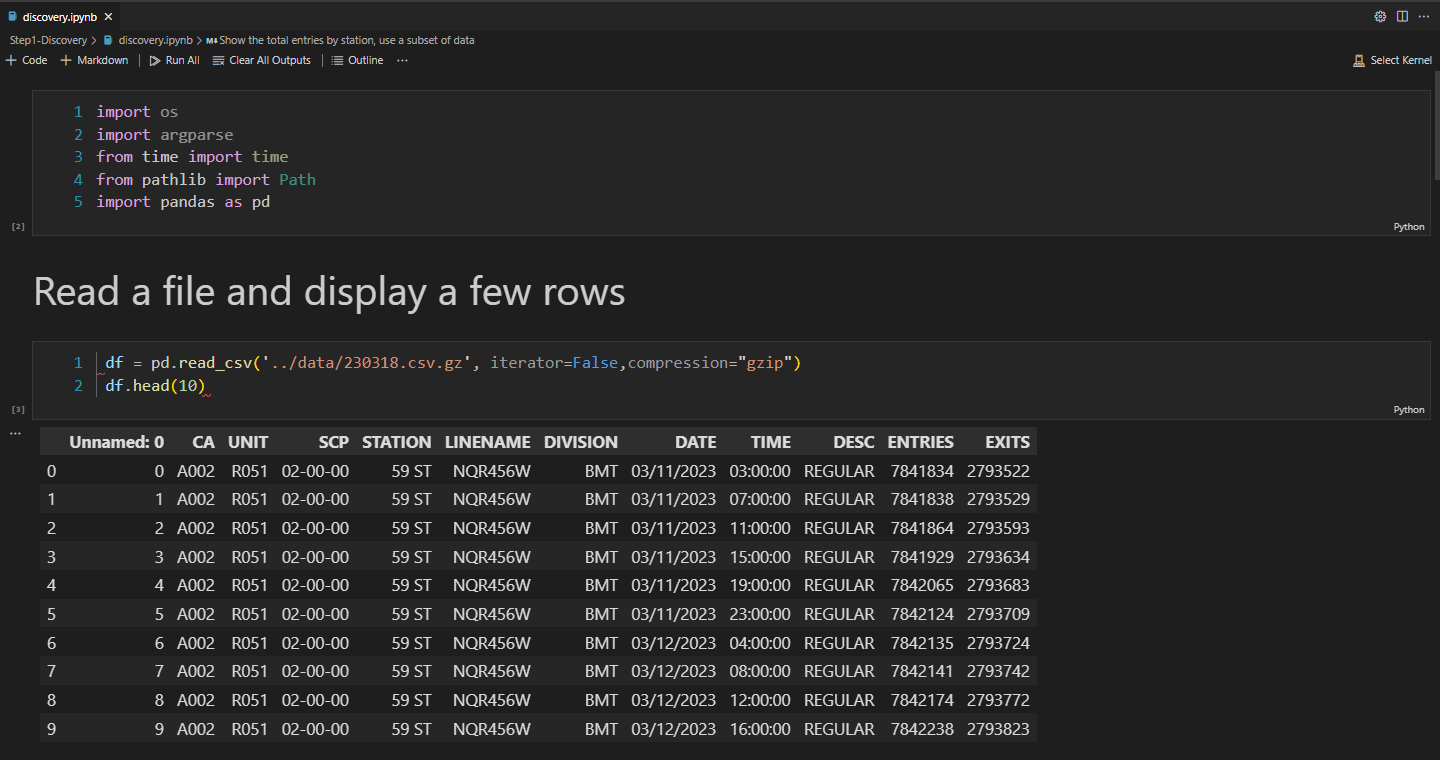 discovery.ipynb
Step1-Discovery > discovery.ipynb > M↓Show the total entries by station, use a subset of data
+ Code + Markdown | Run All Clear All Outputs | Outline ··· Select Kernel
1 import os
2 import argparse
3 from time import time
4 from pathlib import Path
5 import pandas as pd
[2] Python
Read a file and display a few rows
1 df = pd.read_csv('../data/230318.csv.gz', iterator=False,compression="gzip")
2 df.head(10)
[3] Python
Unnamed: 0 CA UNIT SCP STATION LINENAME DIVISION DATE TIME DESC ENTRIES EXITS
0 0 A002 R051 02-00-00 59 ST NQR456W BMT 03/11/2023 03:00:00 REGULAR 7841834 2793522
1 1 A002 R051 02-00-00 59 ST NQR456W BMT 03/11/2023 07:00:00 REGULAR 7841838 2793529
2 2 A002 R051 02-00-00 59 ST NQR456W BMT 03/11/2023 11:00:00 REGULAR 7841864 2793593
3 3 A002 R051 02-00-00 59 ST NQR456W BMT 03/11/2023 15:00:00 REGULAR 7841929 2793634
4 4 A002 R051 02-00-00 59 ST NQR456W BMT 03/11/2023 19:00:00 REGULAR 7842065 2793683
5 5 A002 R051 02-00-00 59 ST NQR456W BMT 03/11/2023 23:00:00 REGULAR 7842124 2793709
6 6 A002 R051 02-00-00 59 ST NQR456W BMT 03/12/2023 04:00:00 REGULAR 7842135 2793724
7 7 A002 R051 02-00-00 59 ST NQR456W BMT 03/12/2023 08:00:00 REGULAR 7842141 2793742
8 8 A002 R051 02-00-00 59 ST NQR456W BMT 03/12/2023 12:00:00 REGULAR 7842174 2793772
9 9 A002 R051 02-00-00 59 ST NQR456W BMT 03/12/2023 16:00:00 REGULAR 7842238 2793823